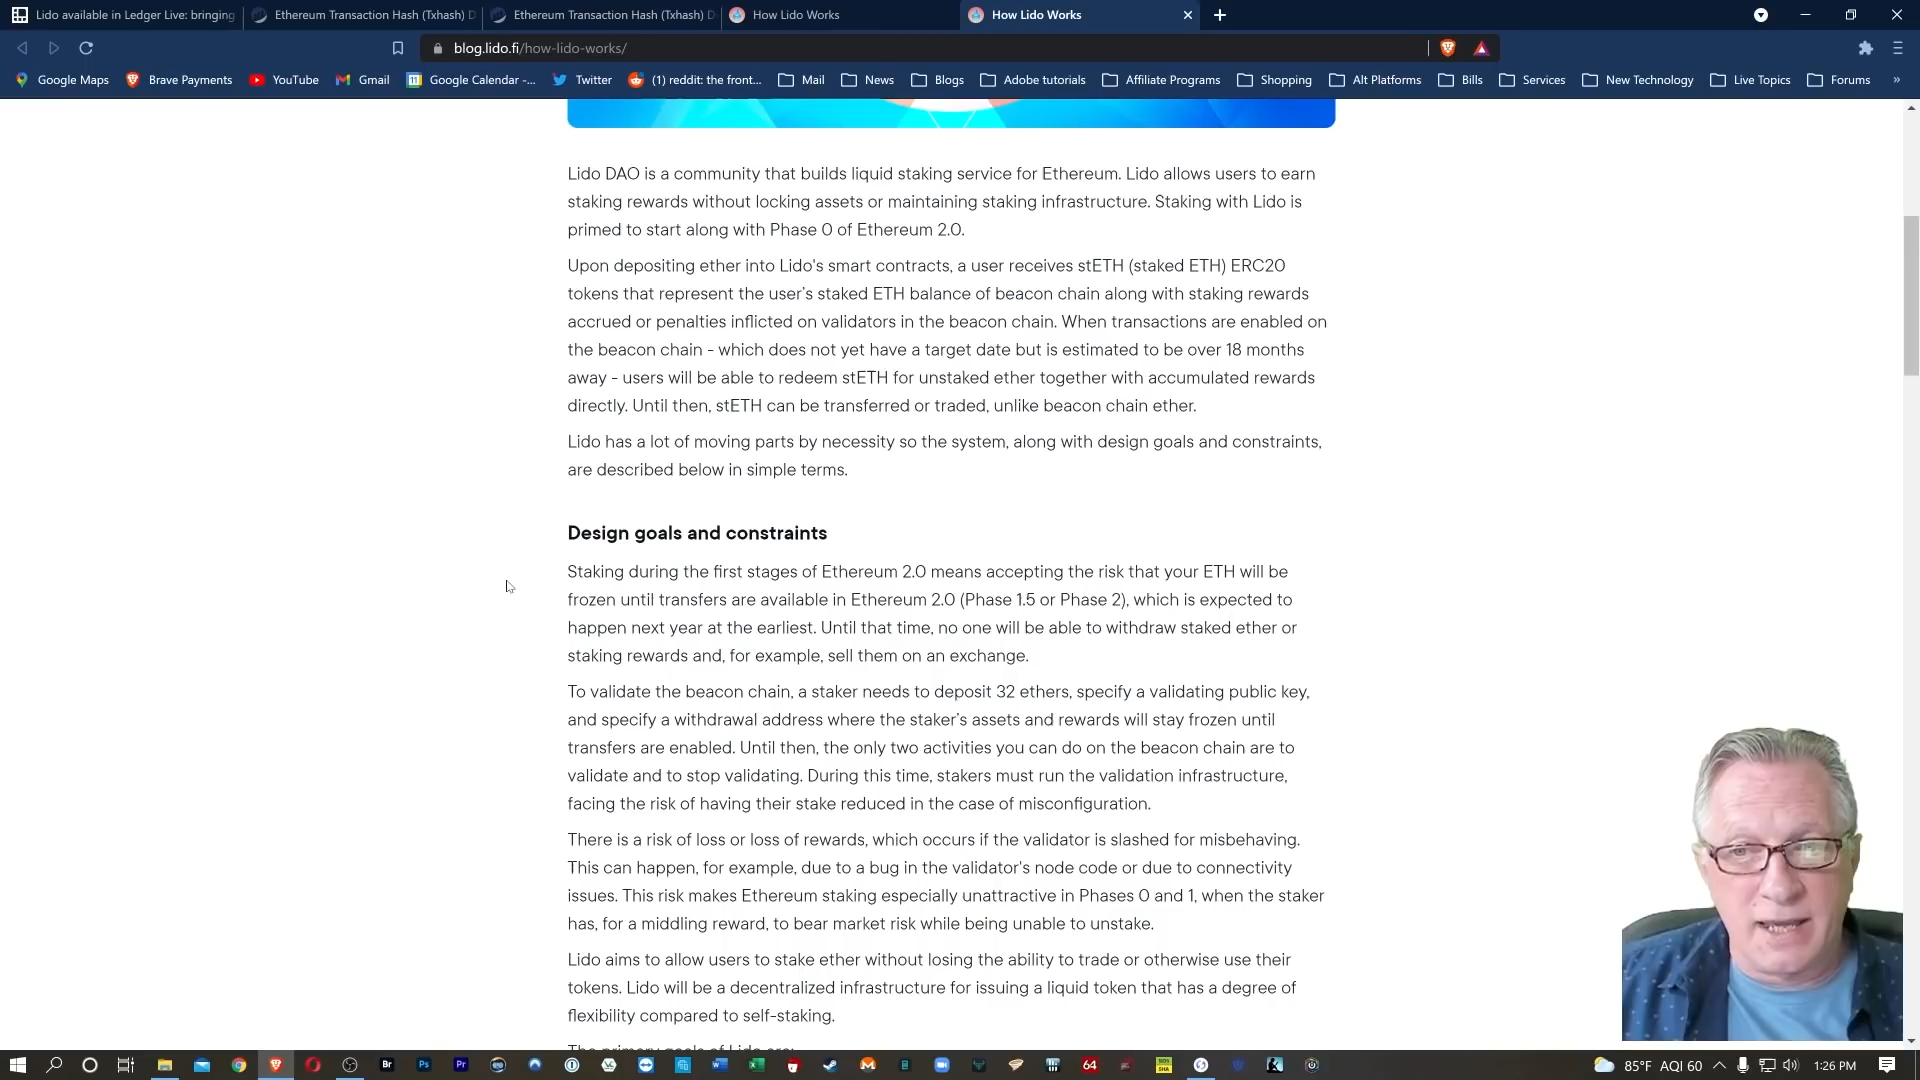 Lido available in Ledger Live: bringing
Ethereum Transaction Hash (Txhash) D
Ethereum Transaction Hash (Txhash) D
How Lido Works
How Lido Works
blog.lido.fi/how-lido-works/
Google Maps
Brave Payments
YouTube
Gmail
Google Calendar -...
Twitter
(1) reddit: the front...
Mail
News
Blogs
Adobe tutorials
Affiliate Programs
Shopping
Alt Platforms
Bills
Services
New Technology
Live Topics
Forums
»
Lido DAO is a community that builds liquid staking service for Ethereum. Lido allows users to earn
staking rewards without locking assets or maintaining staking infrastructure. Staking with Lido is
primed to start along with Phase 0 of Ethereum 2.0.
Upon depositing ether into Lido's smart contracts, a user receives stETH (staked ETH) ERC20
tokens that represent the user’s staked ETH balance of beacon chain along with staking rewards
accrued or penalties inflicted on validators in the beacon chain. When transactions are enabled on
the beacon chain - which does not yet have a target date but is estimated to be over 18 months
away - users will be able to redeem stETH for unstaked ether together with accumulated rewards
directly. Until then, stETH can be transferred or traded, unlike beacon chain ether.
Lido has a lot of moving parts by necessity so the system, along with design goals and constraints,
are described below in simple terms.
Design goals and constraints
Staking during the first stages of Ethereum 2.0 means accepting the risk that your ETH will be
frozen until transfers are available in Ethereum 2.0 (Phase 1.5 or Phase 2), which is expected to
happen next year at the earliest. Until that time, no one will be able to withdraw staked ether or
staking rewards and, for example, sell them on an exchange.
To validate the beacon chain, a staker needs to deposit 32 ethers, specify a validating public key,
and specify a withdrawal address where the staker’s assets and rewards will stay frozen until
transfers are enabled. Until then, the only two activities you can do on the beacon chain are to
validate and to stop validating. During this time, stakers must run the validation infrastructure,
facing the risk of having their stake reduced in the case of misconfiguration.
There is a risk of loss or loss of rewards, which occurs if the validator is slashed for misbehaving.
This can happen, for example, due to a bug in the validator's node code or due to connectivity
issues. This risk makes Ethereum staking especially unattractive in Phases 0 and 1, when the staker
has, for a middling reward, to bear market risk while being unable to unstake.
Lido aims to allow users to stake ether without losing the ability to trade or otherwise use their
tokens. Lido will be a decentralized infrastructure for issuing a liquid token that has a degree of
flexibility compared to self-staking.
The primary goals of Lido are:
Br
Ps
Pr
64
85°F AQI 60
1:26 PM